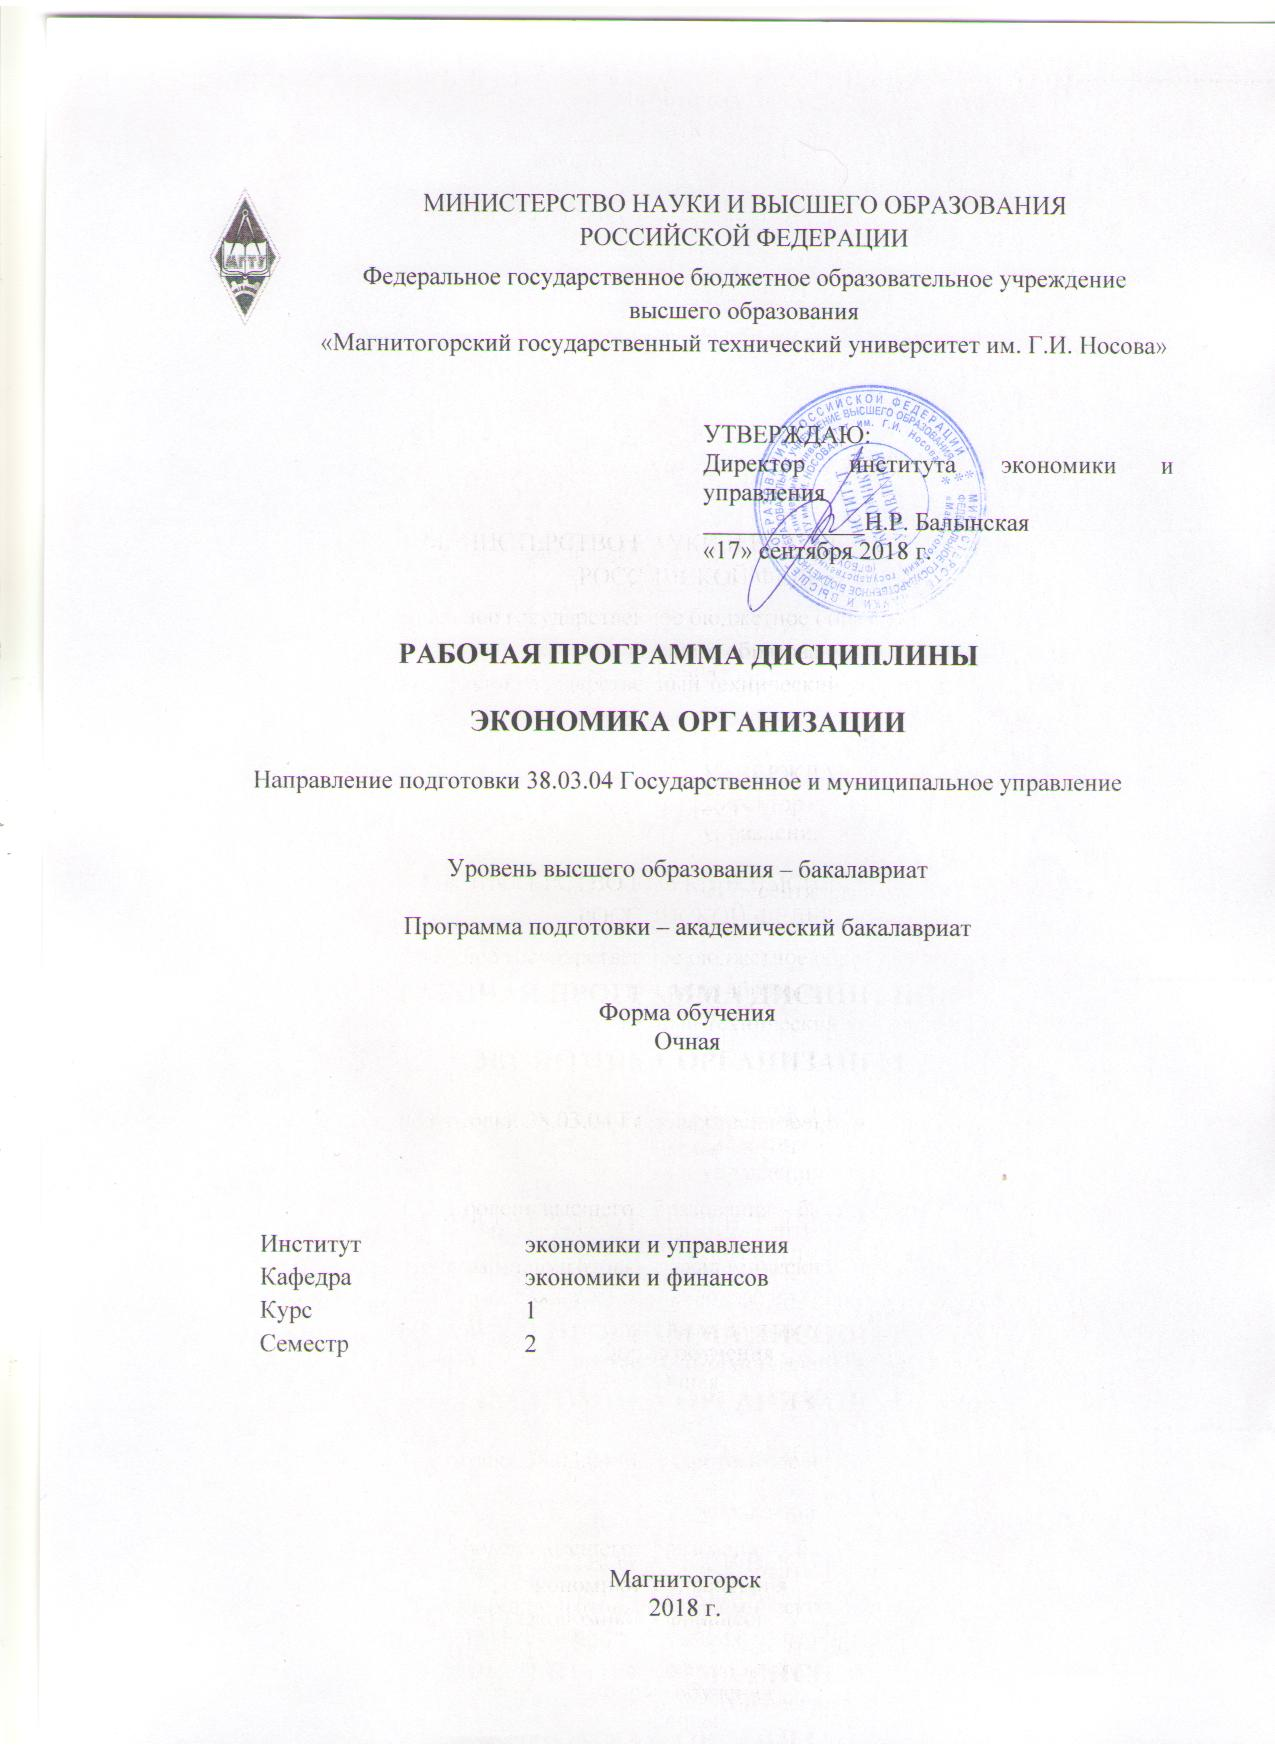 МИНИСТЕРСТВО НАУКИ И ВЫСШЕГО ОБРАЗОВАНИЯ
РОССИЙСКОЙ ФЕДЕРАЦИИ
Федеральное государственное бюджетное образовательное учреждение
высшего образования
«Магнитогорский государственный технический университет им. Г.И. Носова»
МГТУ
УТВЕРЖДАЮ:
Директор института экономики и
управления
Н.Р. Балынская
«17» сентября 2018 г.
РАБОЧАЯ ПРОГРАММА ДИСЦИПЛИНЫ
ЭКОНОМИКА ОРГАНИЗАЦИИ
Направление подготовки 38.03.04 Государственное и муниципальное управление
Уровень высшего образования – бакалавриат
Программа подготовки – академический бакалавриат
Форма обучения
Очная
Институт экономики и управления
Кафедра экономики и финансов
Курс 1
Семестр 2
Магнитогорск
2018 г.